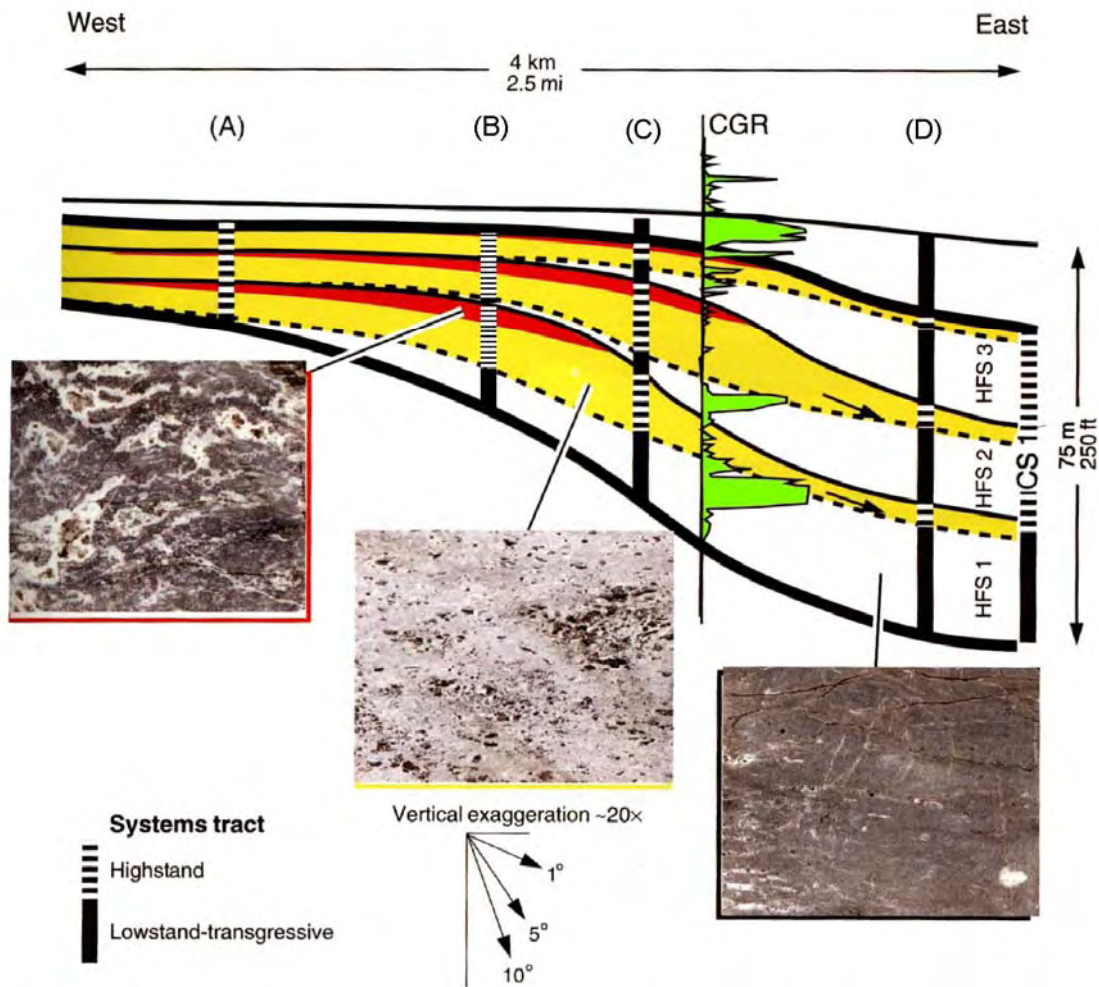 West
East
4 km
2.5 mi
(A)
(B)
(C)
CGR
(D)
HFS 3
HFS 2
HFS 1
CS 1
75 m
250 ft
Vertical exaggeration ~20×
1°
5°
10°
Systems tract
Highstand
Lowstand-transgressive